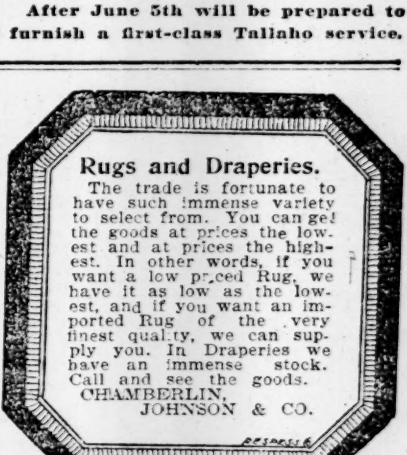 After June 5th will be prepared to
furnish a first-class Tallaho service.
Rugs and Draperies.
The trade is fortunate to
have such immense variety
to select from. You can get
the goods at prices the low-
est and at prices the high-
est. In other words, if you
want a low priced Rug, we
have it as low as the low-
est, and if you want an im-
ported Rug of the very
finest quality, we can sup-
ply you. In Draperies we
have an immense stock.
Call and see the goods.
CHAMBERLIN,
JOHNSON & CO.